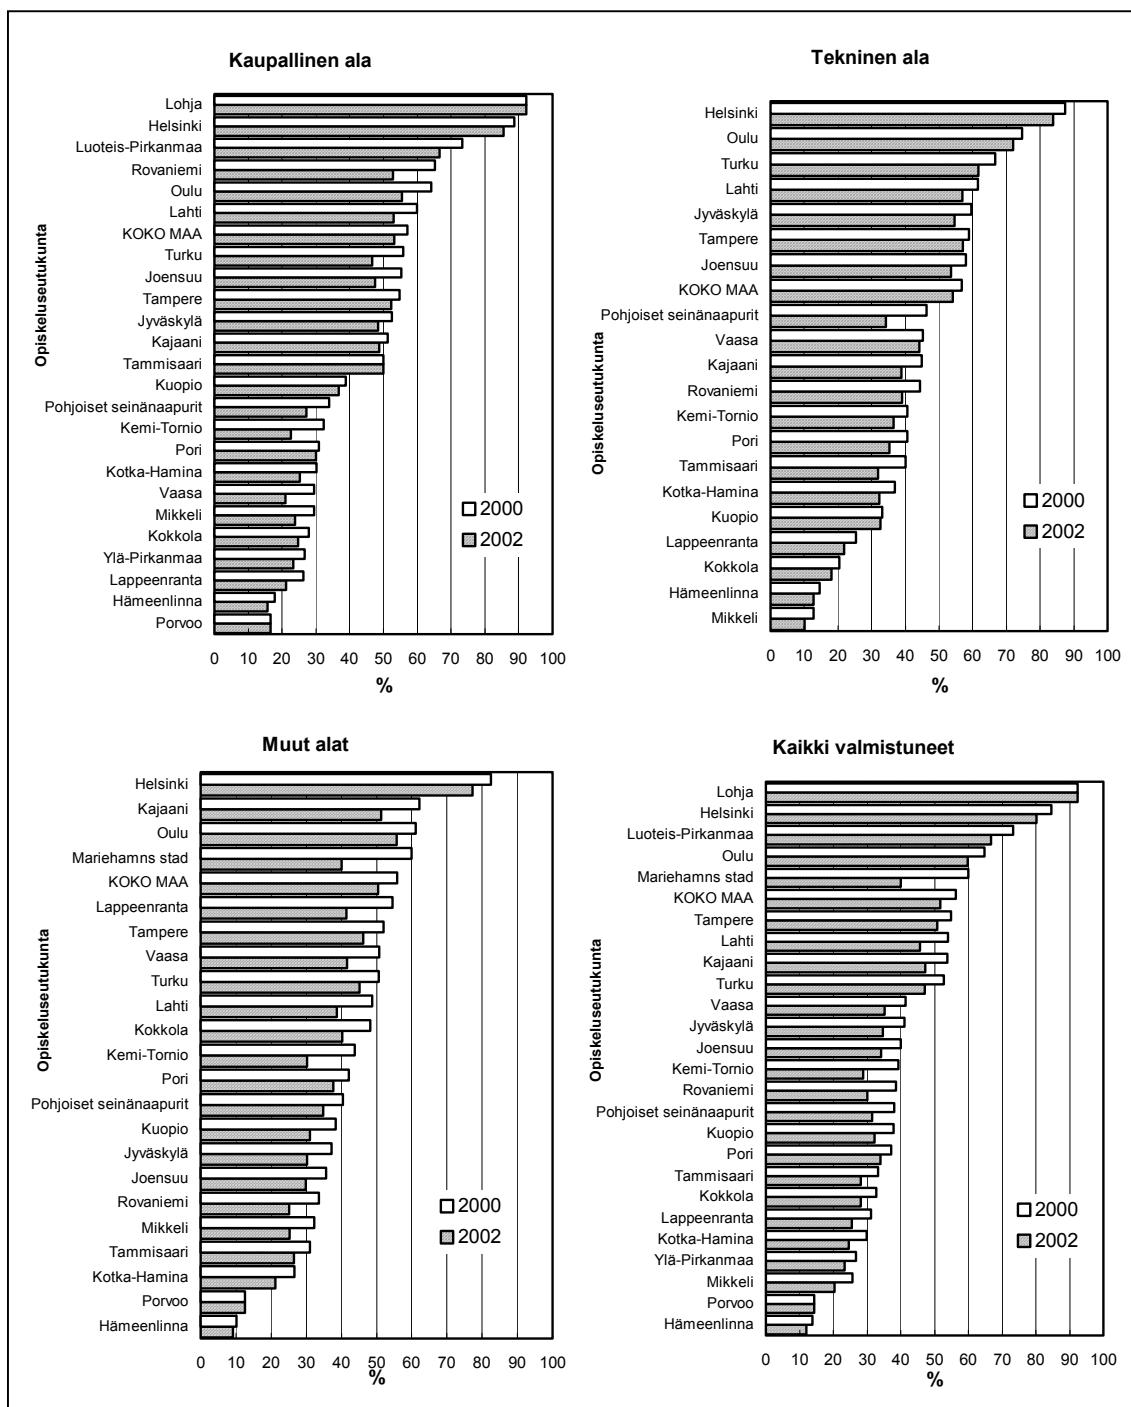 Kaupallinen ala
Opiskeluseutukunta
Lohja
Helsinki
Luoteis-Pirkanmaa
Rovaniemi
Oulu
Lahti
KOKO MAA
Turku
Joensuu
Tampere
Jyväskylä
Kajaani
Tammisaari
Kuopio
Pohjoiset seinänaapurit
Kemi-Tornio
Pori
Kotka-Hamina
Vaasa
Mikkeli
Kokkola
Ylä-Pirkanmaa
Lappeenranta
Hämeenlinna
Porvoo
2000
2002
0 10 20 30 40 50 60 70 80 90 100
%
Tekninen ala
Opiskeluseutukunta
Helsinki
Oulu
Turku
Lahti
Jyväskylä
Tampere
Joensuu
KOKO MAA
Pohjoiset seinänaapurit
Vaasa
Kajaani
Rovaniemi
Kemi-Tornio
Pori
Tammisaari
Kotka-Hamina
Kuopio
Lappeenranta
Kokkola
Hämeenlinna
Mikkeli
2000
2002
0 10 20 30 40 50 60 70 80 90 100
%
Muut alat
Opiskeluseutukunta
Helsinki
Kajaani
Oulu
Mariehamns stad
KOKO MAA
Lappeenranta
Tampere
Vaasa
Turku
Lahti
Kokkola
Kemi-Tornio
Pori
Pohjoiset seinänaapurit
Kuopio
Jyväskylä
Joensuu
Rovaniemi
Mikkeli
Tammisaari
Kotka-Hamina
Porvoo
Hämeenlinna
2000
2002
0 10 20 30 40 50 60 70 80 90 100
%
Kaikki valmistuneet
Opiskeluseutukunta
Lohja
Helsinki
Luoteis-Pirkanmaa
Oulu
Mariehamns stad
KOKO MAA
Tampere
Lahti
Kajaani
Turku
Vaasa
Jyväskylä
Joensuu
Kemi-Tornio
Rovaniemi
Pohjoiset seinänaapurit
Kuopio
Pori
Tammisaari
Kokkola
Lappeenranta
Kotka-Hamina
Ylä-Pirkanmaa
Mikkeli
Porvoo
Hämeenlinna
2000
2002
0 10 20 30 40 50 60 70 80 90 100
%